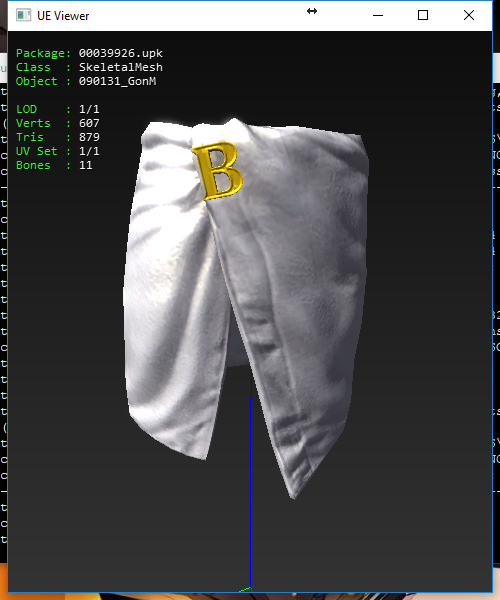 UE Viewer
Package: 00039926.upk
Class : SkeletalMesh
Object : 090131_GonM
LOD : 1/1
Verts : 607
Tris : 879
UV Set : 1/1
Bones : 11
B